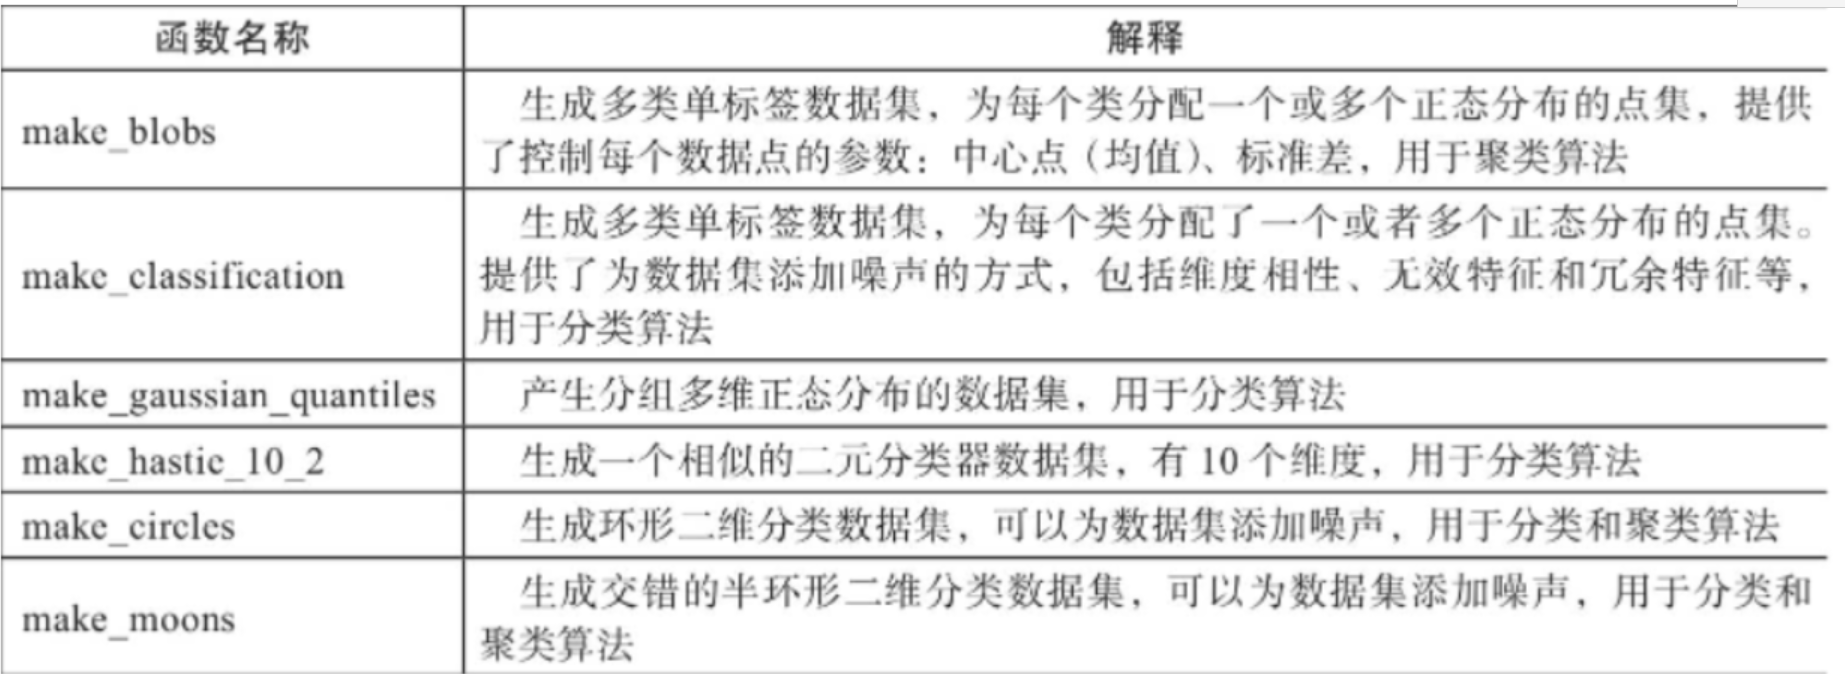 函数名称
解释
make_blobs
生成多类单标签数据集，为每个类分配一个或多个正态分布的点集，提供
了控制每个数据点的参数：中心点（均值）、标准差，用于聚类算法
make_classification
生成多类单标签数据集，为每个类分配了一个或者多个正态分布的点集。
提供了为数据集添加噪声的方式，包括维度相性、无效特征和冗余特征等，
用于分类算法
make_gaussian_quantiles
产生分组多维正态分布的数据集，用于分类算法
make_hastie_10_2
生成一个相似的二元分类器数据集，有 10 个维度，用于分类算法
make_circles
生成环形二维分类数据集，可以为数据集添加噪声，用于分类和聚类算法
make_moons
生成交错的半环形二维分类数据集，可以为数据集添加噪声，用于分类和
聚类算法